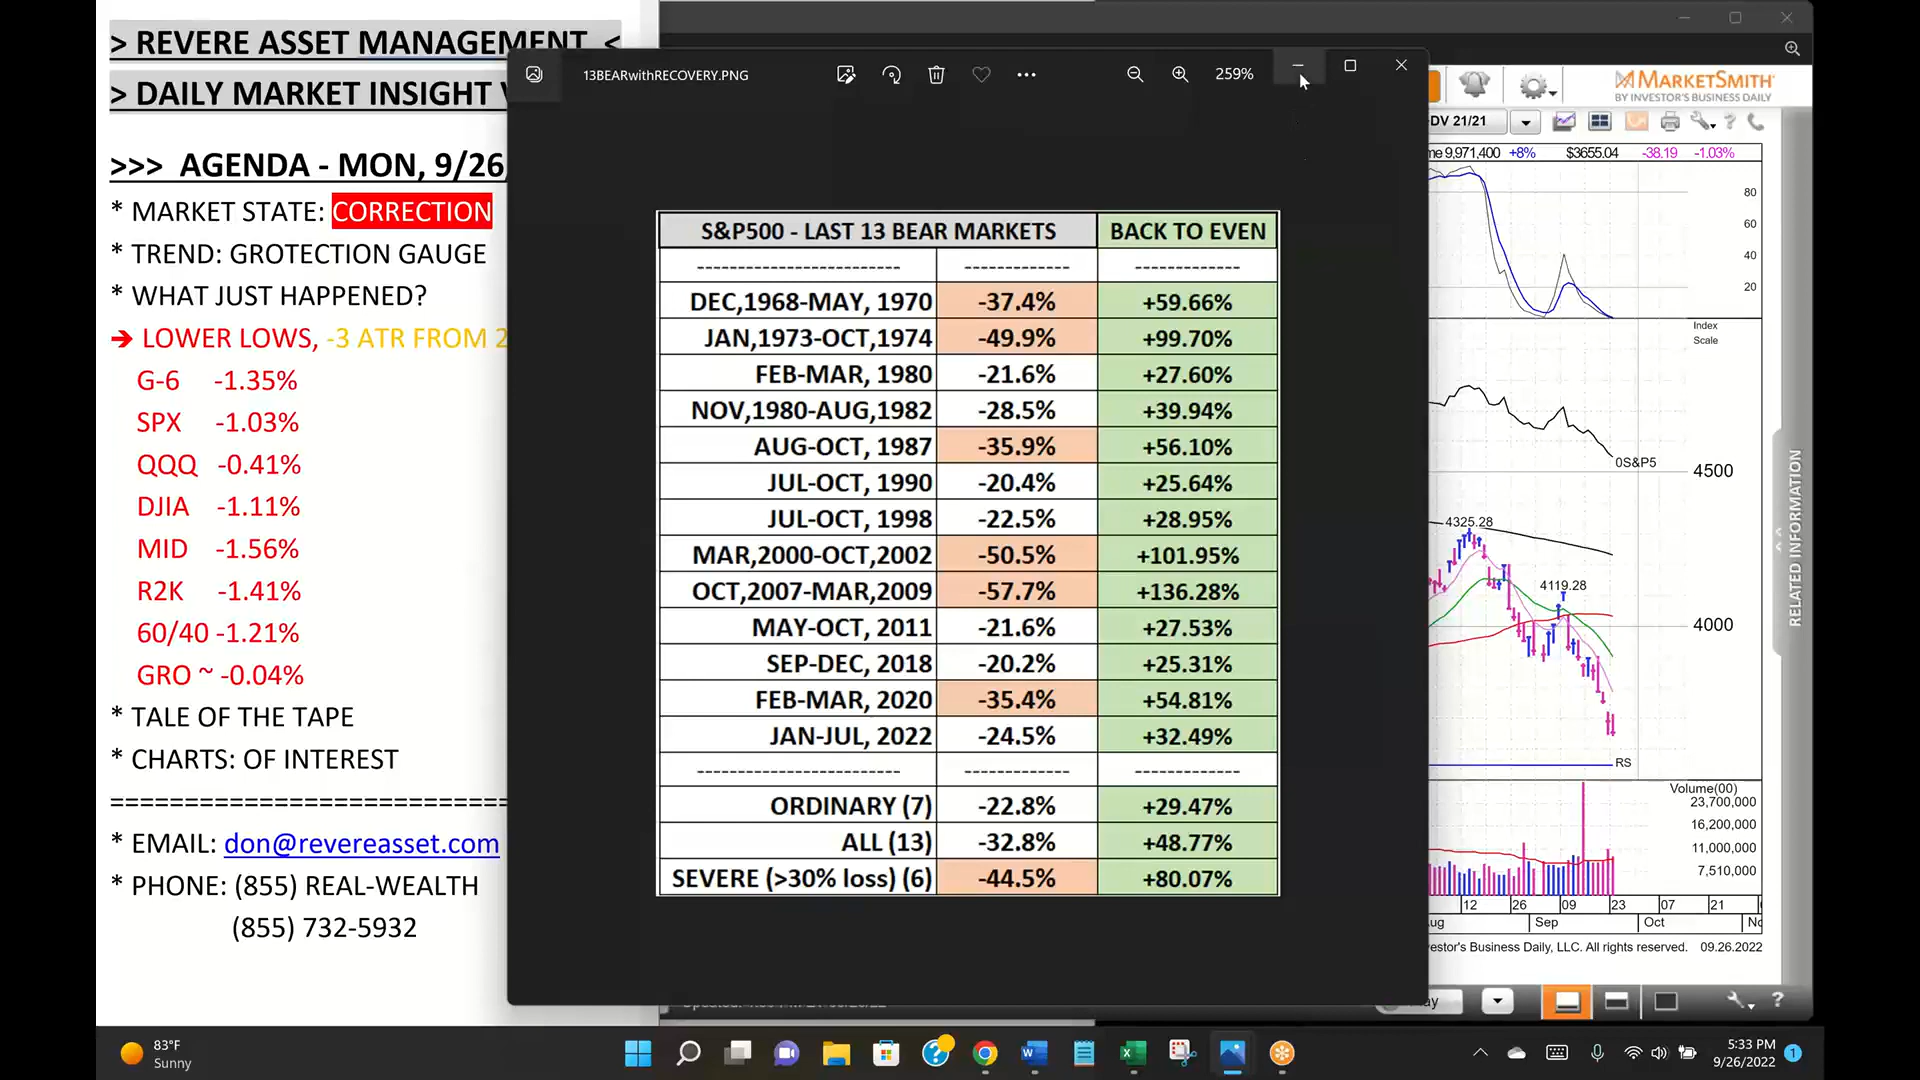 > REVERE ASSET MANAGEMENT <
> DAILY MARKET INSIGHT
>>> AGENDA - MON, 9/26,
* MARKET STATE: CORRECTION
* TREND: GROTECTION GAUGE
* WHAT JUST HAPPENED?
➔ LOWER LOWS, -3 ATR FROM 2
G-6 -1.35%
SPX -1.03%
QQQ -0.41%
DJIA -1.11%
MID -1.56%
R2K -1.41%
60/40 -1.21%
GRO ~ -0.04%
* TALE OF THE TAPE
* CHARTS: OF INTEREST
==============================
* EMAIL: don@revereasset.com
* PHONE: (855) REAL-WEALTH
(855) 732-5932
13BEARwithRECOVERY.PNG
259%
S&P500 - LAST 13 BEAR MARKETS BACK TO EVEN
------------------------- ------------- -------------
DEC,1968-MAY, 1970 -37.4% +59.66%
JAN,1973-OCT,1974 -49.9% +99.70%
FEB-MAR, 1980 -21.6% +27.60%
NOV,1980-AUG,1982 -28.5% +39.94%
AUG-OCT, 1987 -35.9% +56.10%
JUL-OCT, 1990 -20.4% +25.64%
JUL-OCT, 1998 -22.5% +28.95%
MAR,2000-OCT,2002 -50.5% +101.95%
OCT,2007-MAR,2009 -57.7% +136.28%
MAY-OCT, 2011 -21.6% +27.53%
SEP-DEC, 2018 -20.2% +25.31%
FEB-MAR, 2020 -35.4% +54.81%
JAN-JUL, 2022 -24.5% +32.49%
------------------------- ------------- -------------
ORDINARY (7) -22.8% +29.47%
ALL (13) -32.8% +48.77%
SEVERE (>30% loss) (6) -44.5% +80.07%
MARKETSMITH
BY INVESTOR'S BUSINESS DAILY
DV 21/21
me 9,971,400 +8% $3655.04 -38.19 -1.03%
80
60
40
20
Index
Scale
0S&P5
4500
4325.28
4119.28
4000
RS
Volume(00)
23,700,000
16,200,000
11,000,000
7,510,000
12 26 09 23 07 21
ug Sep Oct No
estor's Business Daily, LLC. All rights reserved. 09.26.2022
RELATED INFORMATION
ay
83°F
Sunny
5:33 PM
9/26/2022
1